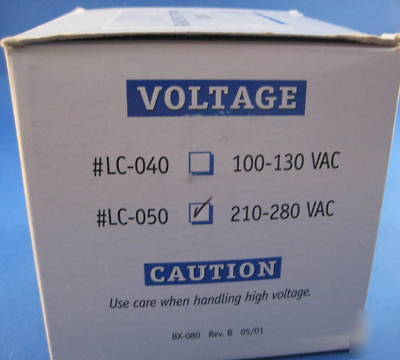 VOLTAGE
#LC-040 100-130 VAC
#LC-050 210-280 VAC
CAUTION
Use care when handling high voltage.
BX-080 Rev. B 05/01